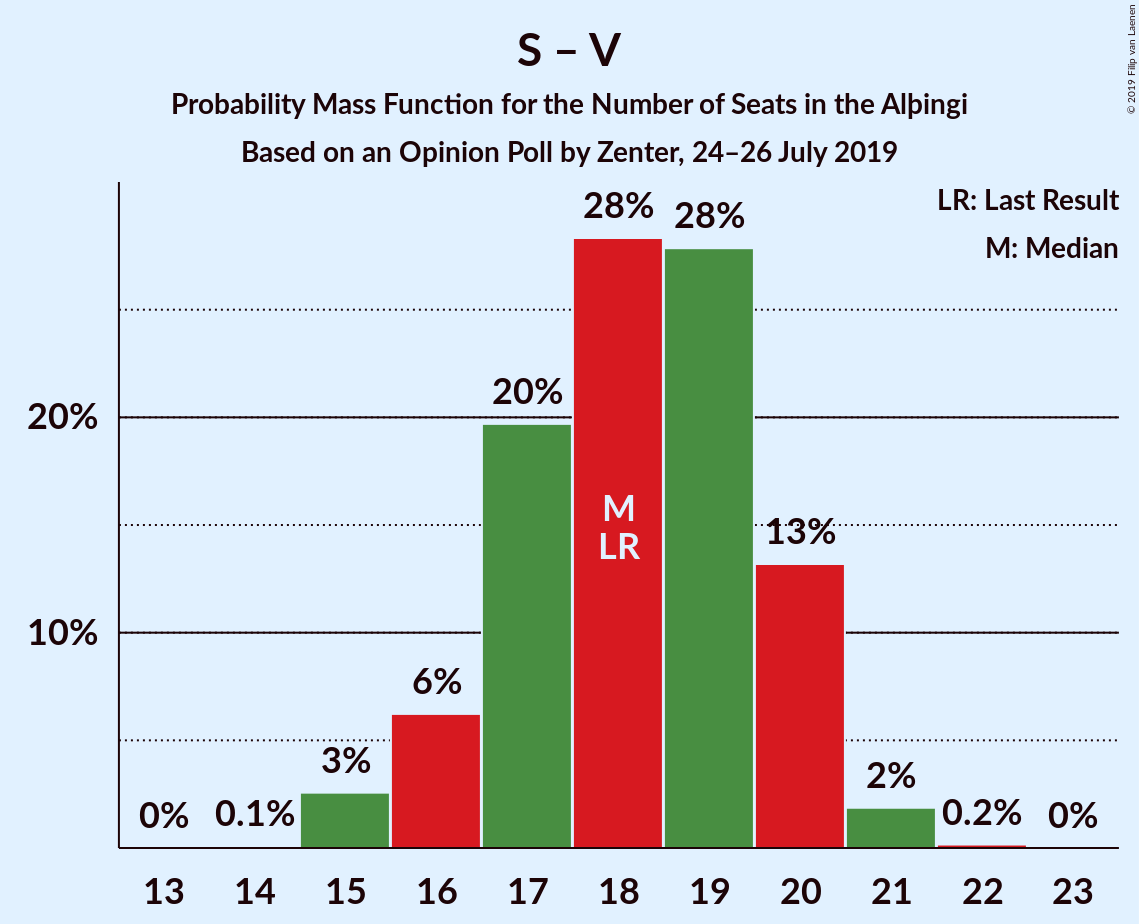 S – V
Probability Mass Function for the Number of Seats in the Alþingi
Based on an Opinion Poll by Zenter, 24–26 July 2019
© 2019 Filip van Laenen
LR: Last Result
M: Median
28%
28%
20%
20%
M
LR
13%
10%
6%
3%
2%
0%
0.1%
0.2%
0%
13 14 15 16 17 18 19 20 21 22 23